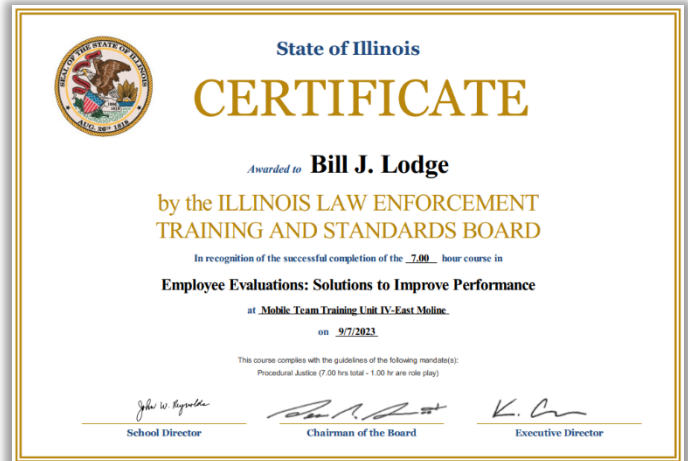 SEAL OF THE STATE OF ILLINOIS
AUG. 26TH 1818
State of Illinois
CERTIFICATE
Awarded to Bill J. Lodge
by the ILLINOIS LAW ENFORCEMENT
TRAINING AND STANDARDS BOARD
In recognition of the successful completion of the 7.00 hour course in
Employee Evaluations: Solutions to Improve Performance
at Mobile Team Training Unit IV-East Moline
on 9/7/2023
This course complies with the guidelines of the following mandate(s):
Procedural Justice (7.00 hrs total - 1.00 hr are role play)
John W. Reynolds
School Director
Chairman of the Board
Executive Director